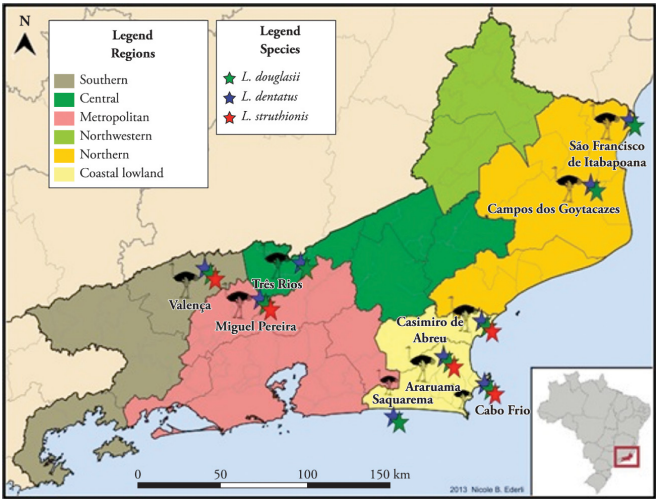 N
Legend
Regions
Southern
Central
Metropolitan
Northwestern
Northern
Coastal lowland
Legend
Species
L. douglasii
L. dentatus
L. struthionis
São Francisco
de Itabapoana
Campos dos Goytacazes
Três Rios
Valença
Miguel Pereira
Casimiro de
Abreu
Araruama
Saquarema
Cabo Frio
0 50 100 150 km
2013 Nicole B. Ederli